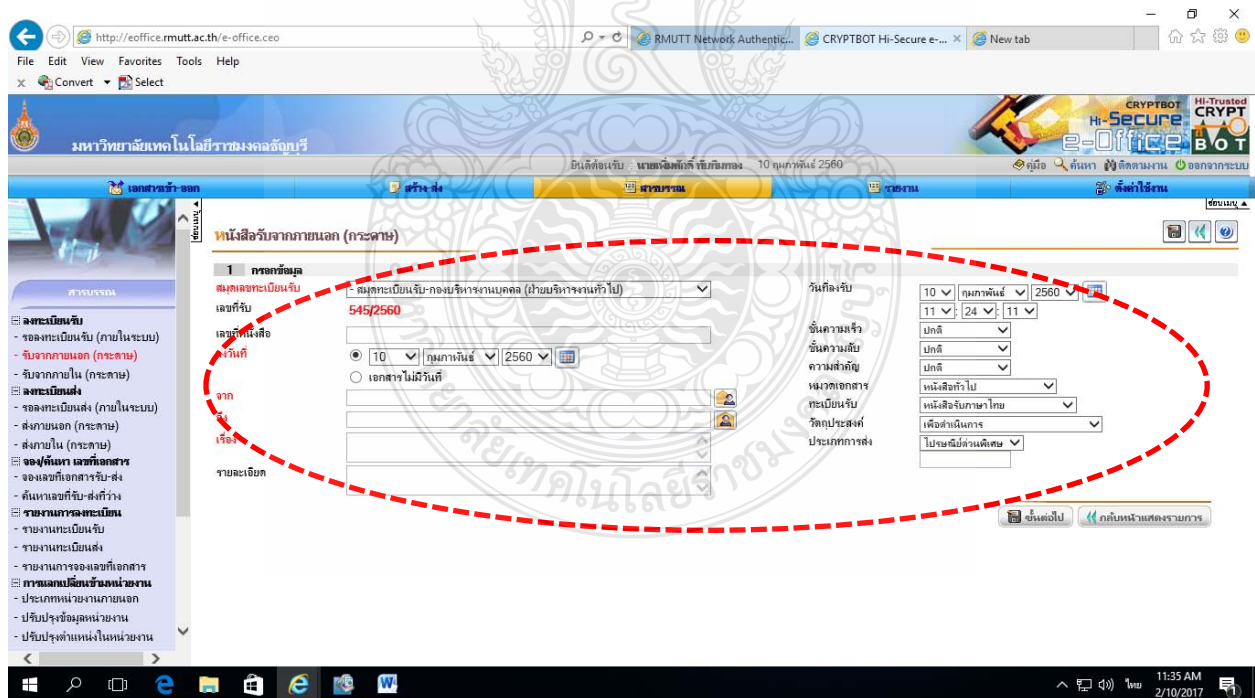 http://eoffice.rmutt.ac.th/e-office.ceo
RMUTT Network Authentic...
CRYPTBOT Hi-Secure e-... ×
New tab
File Edit View Favorites Tools Help
x Convert Select
มหาวิทยาลัยเทคโนโลยีราชมงคลธัญบุรี
CRYPTBOT
Hi-Secure
e-Office
Hi-Trusted
CRYPT
BOT
ยินดีต้อนรับ 10 กุมภาพันธ์ 2560
คู่มือ ค้นหา ติดตามงาน ออกจากระบบ
เอกสารเข้า-ออก สร้าง-ส่ง สารบรรณ รายงาน ตั้งค่าใช้งาน
ซ่อนเมนู
ซ่อนเมนู
หนังสือรับจากภายนอก (กระดาษ)
1 กรอกข้อมูล
สมุดเลขทะเบียนรับ - สมุดทะเบียนรับ-กองบริหารงานบุคคล (ฝ่ายบริหารงานทั่วไป)
เลขที่รับ 545/2560
เลขที่หนังสือ
ลงวันที่ 10 กุมภาพันธ์ 2560
เอกสารไม่มีวันที่
จาก
ถึง
เรื่อง
รายละเอียด
วันที่ลงรับ 10 กุมภาพันธ์ 2560
11 : 24 : 11
ชั้นความเร็ว ปกติ
ชั้นความลับ ปกติ
ความสำคัญ ปกติ
หมวดเอกสาร หนังสือทั่วไป
ทะเบียนรับ หนังสือรับภาษาไทย
วัตถุประสงค์ เพื่อดำเนินการ
ประเภทการส่ง ไปรษณีย์ด่วนพิเศษ
ขั้นต่อไป กลับหน้าแสดงรายการ
สารบรรณ
ลงทะเบียนรับ
- รอลงทะเบียนรับ (ภายในระบบ)
- รับจากภายนอก (กระดาษ)
- รับจากภายใน (กระดาษ)
ลงทะเบียนส่ง
- รอลงทะเบียนส่ง (ภายในระบบ)
- ส่งภายนอก (กระดาษ)
- ส่งภายใน (กระดาษ)
จอง/ค้นหา เลขที่เอกสาร
- จองเลขที่เอกสารรับ-ส่ง
- ค้นหาเลขที่รับ-ส่งที่ว่าง
รายงานการลงทะเบียน
- รายงานทะเบียนรับ
- รายงานทะเบียนส่ง
- รายงานการจองเลขที่เอกสาร
การแลกเปลี่ยนข้ามหน่วยงาน
- ประเภทหน่วยงานภายนอก
- ปรับปรุงข้อมูลหน่วยงาน
- ปรับปรุงตำแหน่งในหน่วยงาน
ไทย
11:35 AM
2/10/2017